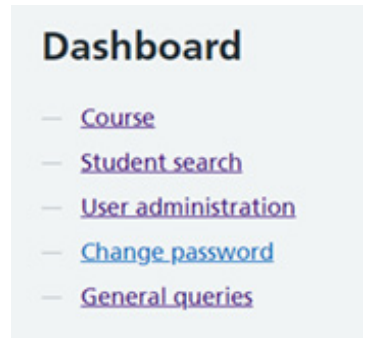 Dashboard
— Course
— Student search
— User administration
— Change password
— General queries